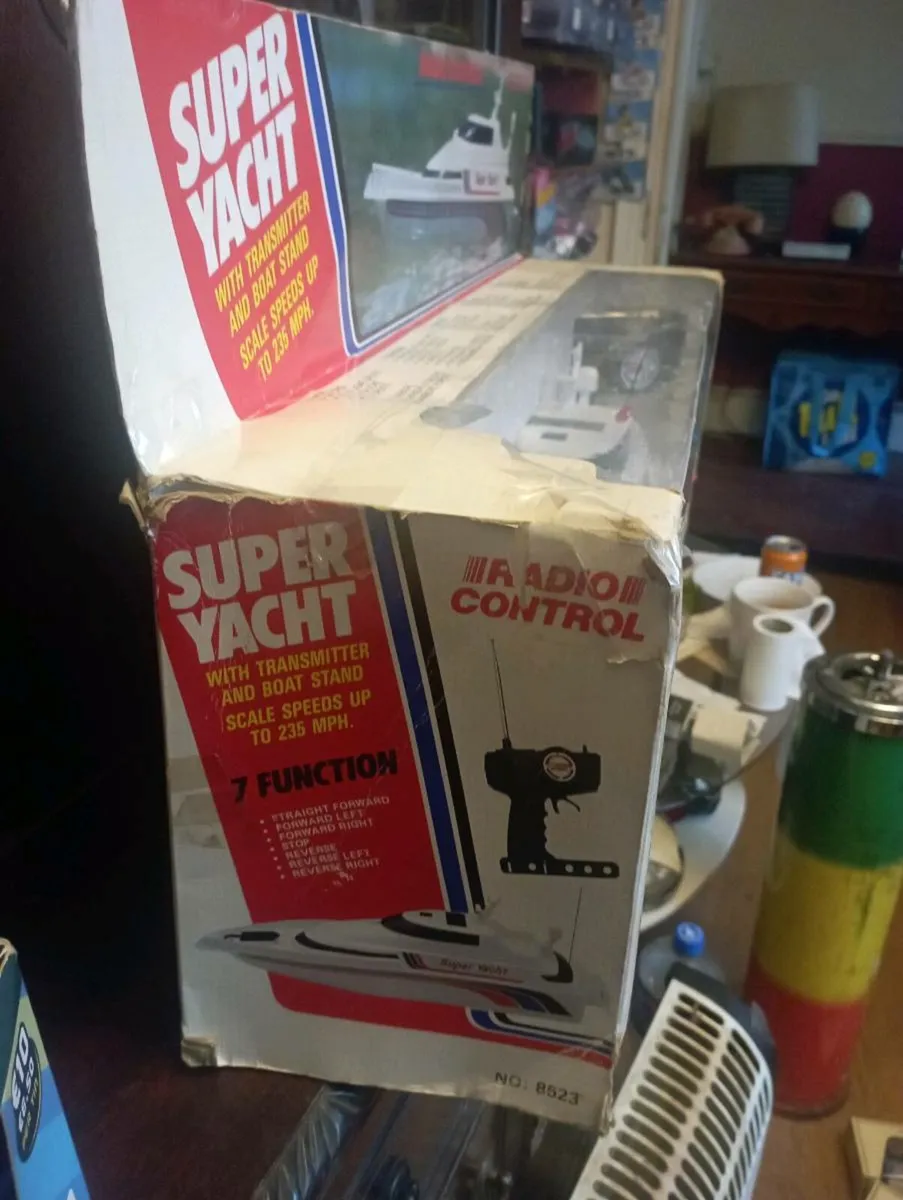 SUPER
YACHT
WITH TRANSMITTER
AND BOAT STAND
SCALE SPEEDS UP
TO 235 MPH.
SUPER
YACHT
WITH TRANSMITTER
AND BOAT STAND
SCALE SPEEDS UP
TO 235 MPH.
7 FUNCTION
• STRAIGHT FORWARD
• FORWARD LEFT
• FORWARD RIGHT
• STOP
• REVERSE
• REVERSE LEFT
• REVERSE RIGHT
RADIO
CONTROL
Super Yacht
NO. 8523